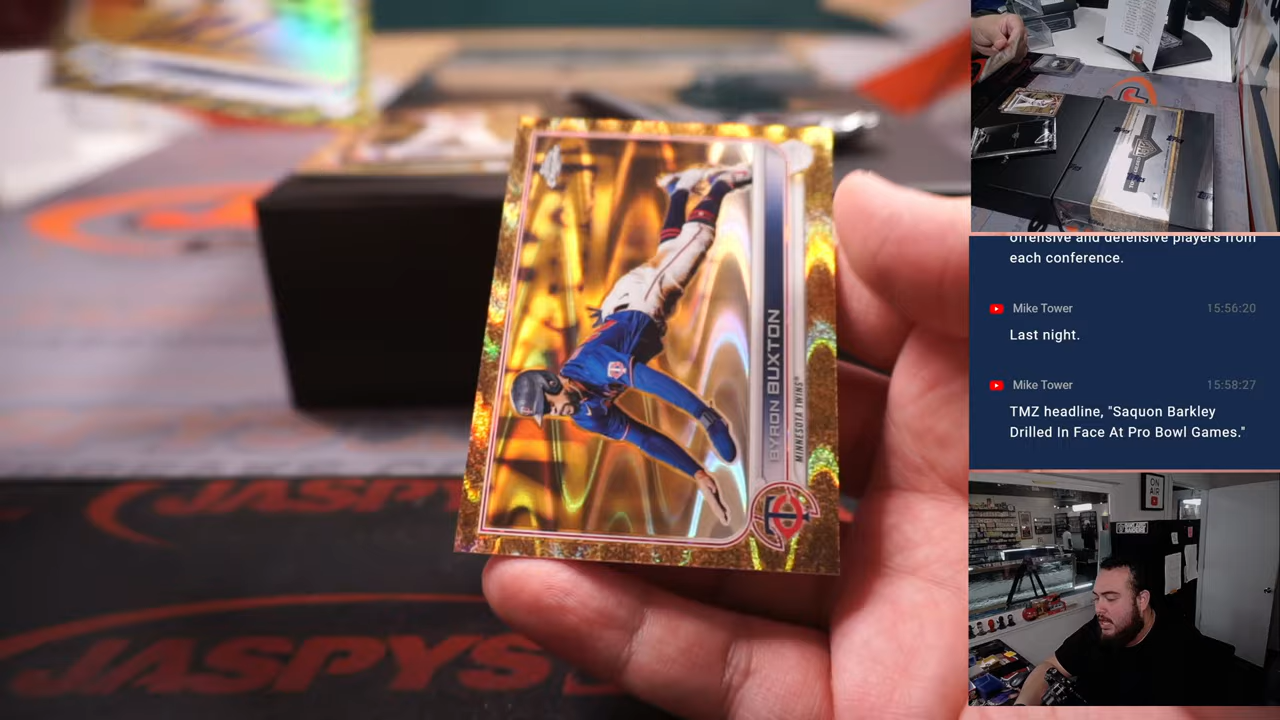 BYRON BUXTON
MINNESOTA TWINS®
JASPYS
JASPYS
offensive and defensive players from
each conference.
Mike Tower
15:56:20
Last night.
Mike Tower
15:58:27
TMZ headline, "Saquon Barkley
Drilled In Face At Pro Bowl Games."
ON
AIR